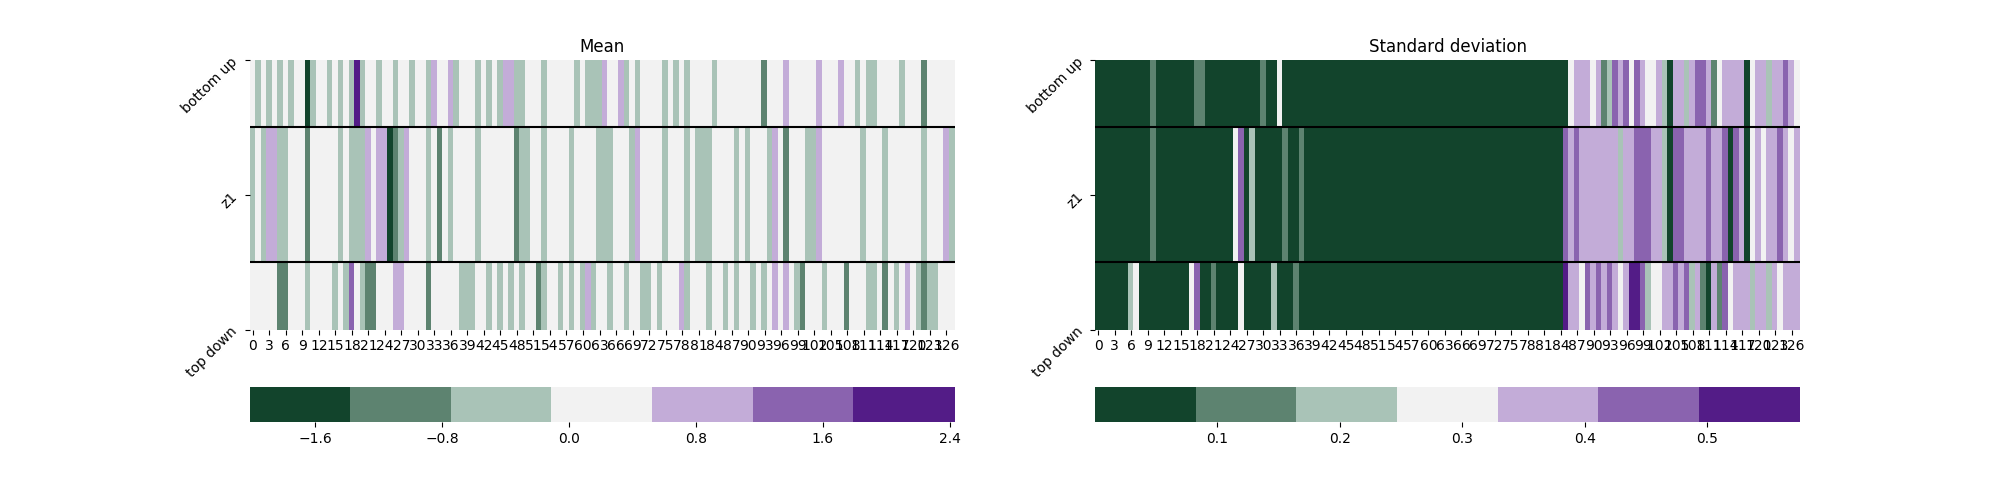 Mean
bottom up
z1
top down
0 3 6 9 12 15 18 21 24 27 30 33 36 39 42 45 48 51 54 57 60 63 66 69 72 75 78 81 84 87 90 93 96 99 102 105 108 111 114 117 120 123 126
−1.6 −0.8 0.0 0.8 1.6 2.4
Standard deviation
bottom up
z1
top down
0 3 6 9 12 15 18 21 24 27 30 33 36 39 42 45 48 51 54 57 60 63 66 69 72 75 78 81 84 87 90 93 96 99 102 105 108 111 114 117 120 123 126
0.1 0.2 0.3 0.4 0.5